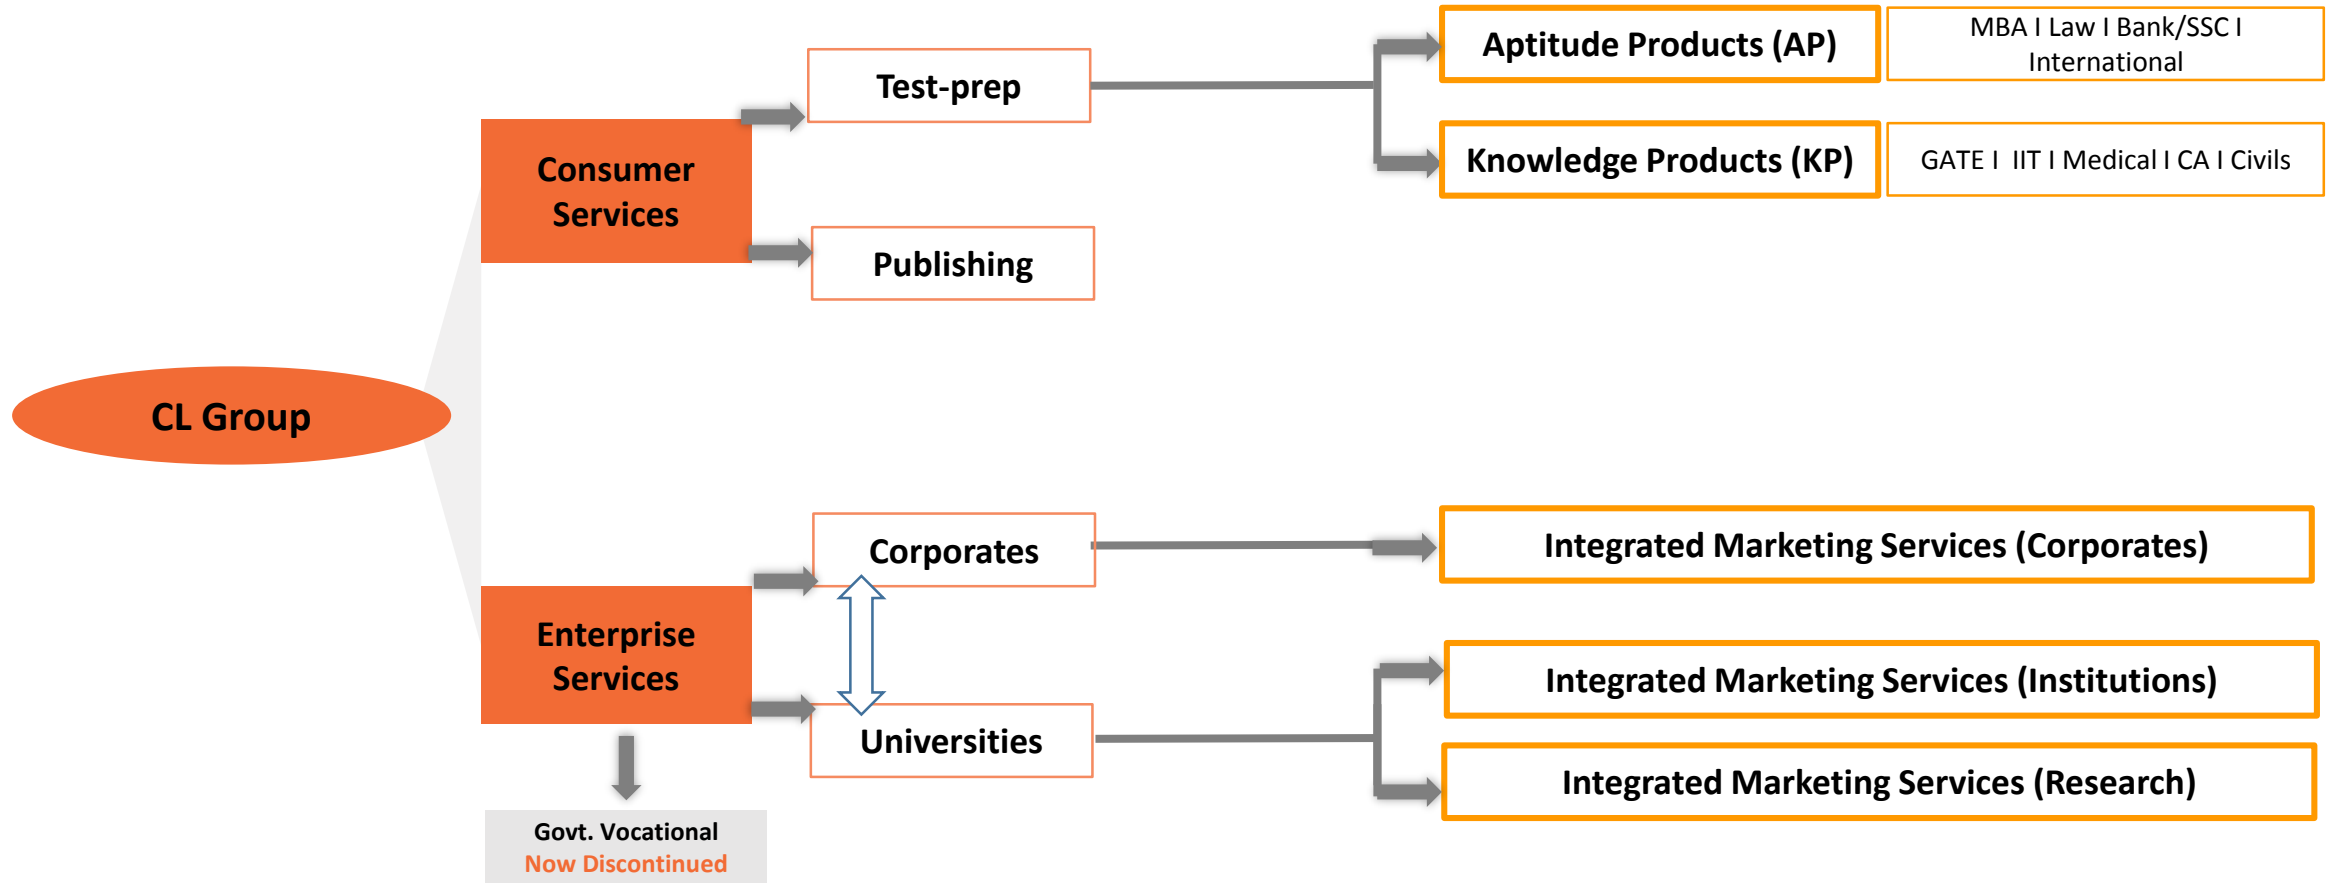 CL Group
Consumer
Services
Test-prep
Aptitude Products (AP)
MBA I Law I Bank/SSC I
International
Knowledge Products (KP)
GATE I  IIT I Medical I CA I Civils
Publishing
Enterprise
Services
Corporates
Integrated Marketing Services (Corporates)
Universities
Integrated Marketing Services (Institutions)
Integrated Marketing Services (Research)
Govt. Vocational
Now Discontinued